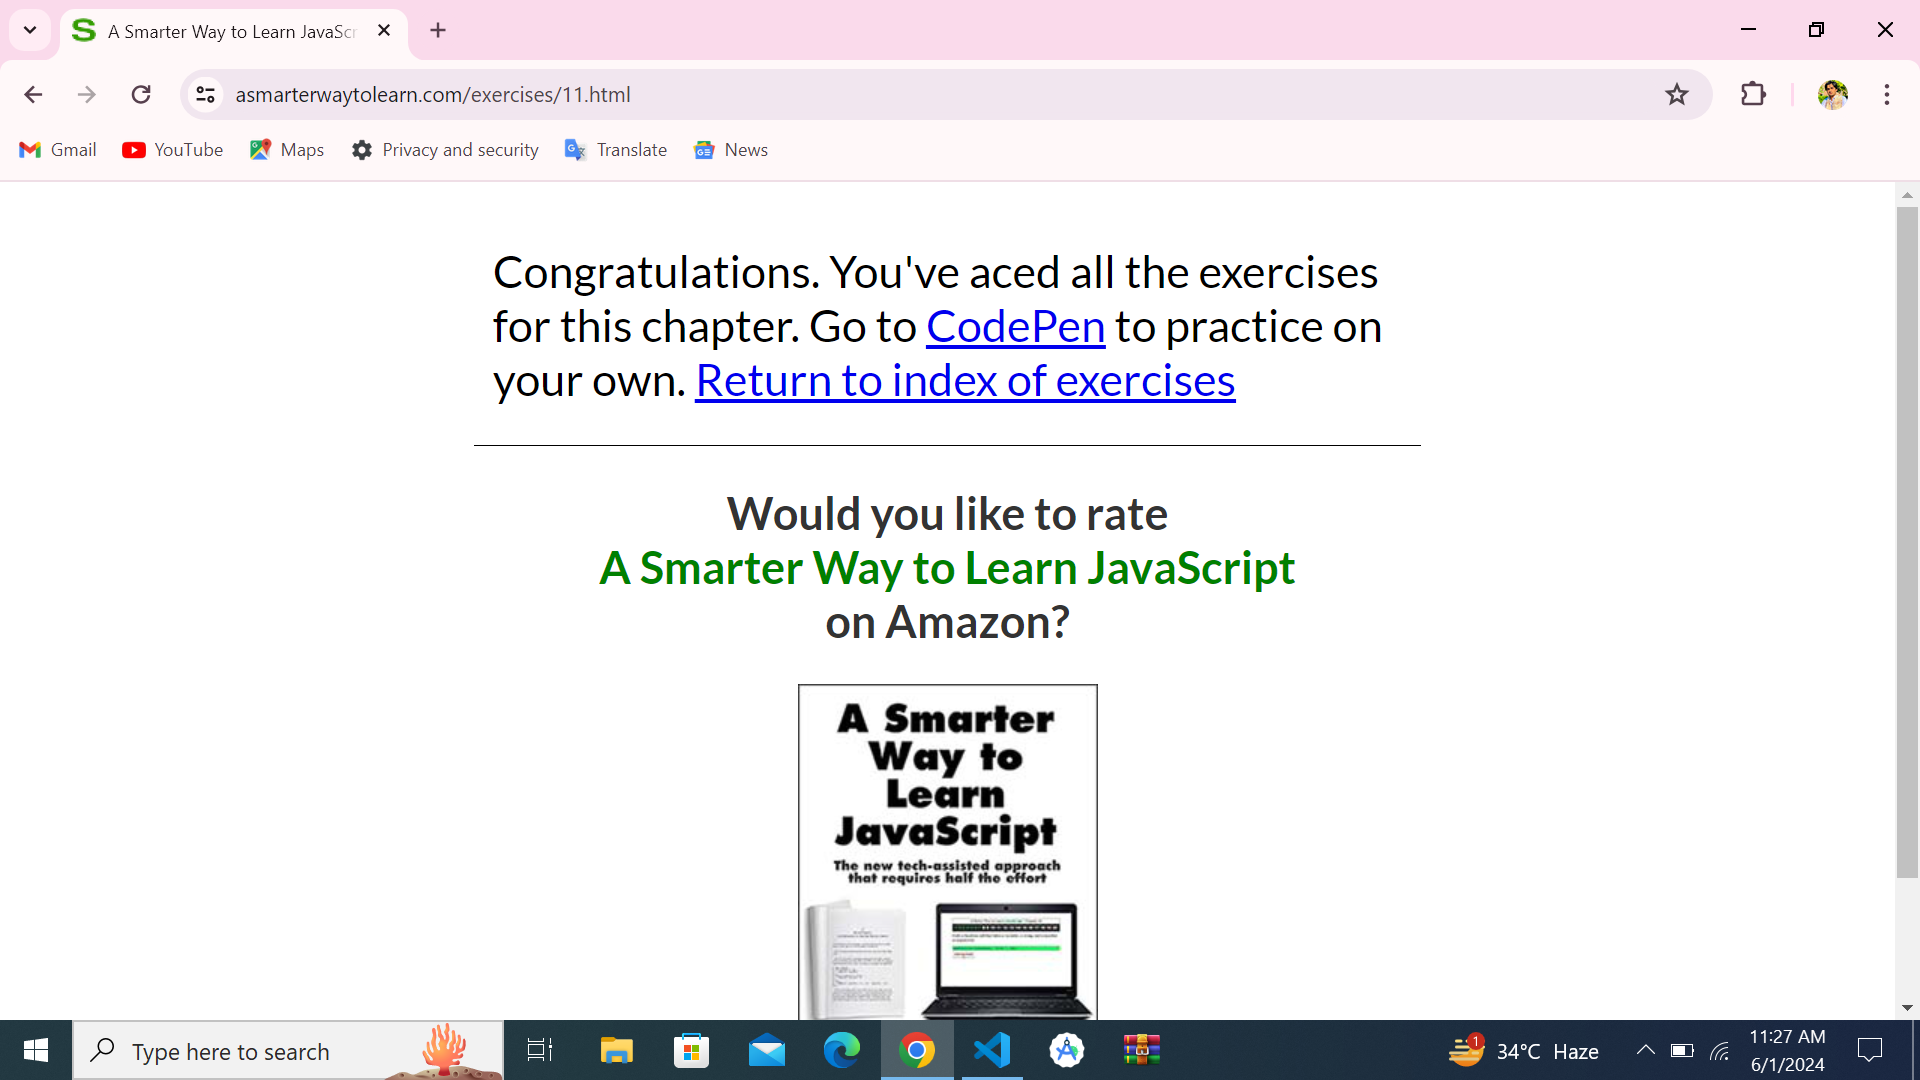 A Smarter Way to Learn JavaScr
asmarterwaytolearn.com/exercises/11.html
Gmail YouTube Maps Privacy and security Translate News
Congratulations. You've aced all the exercises
for this chapter. Go to CodePen to practice on
your own. Return to index of exercises
Would you like to rate
A Smarter Way to Learn JavaScript
on Amazon?
A Smarter
Way to
Learn
JavaScript
The new tech-assisted approach
that requires half the effort
Type here to search
1
34°C Haze
11:27 AM
6/1/2024